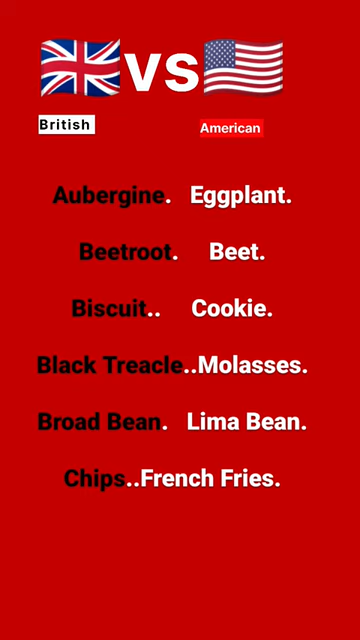 VS
British American
Aubergine. Eggplant.
Beetroot. Beet.
Biscuit.. Cookie.
Black Treacle..Molasses.
Broad Bean. Lima Bean.
Chips..French Fries.